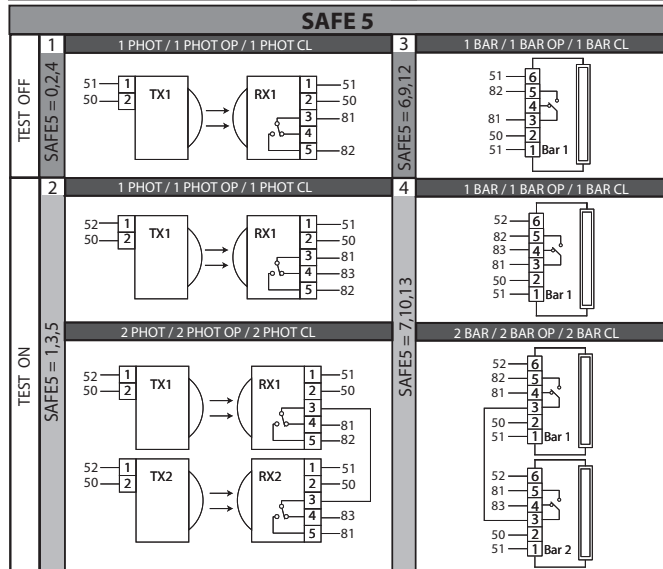 SAFE 5
TEST OFF
SAFE5 = 0,2,4
1
1 PHOT / 1 PHOT OP / 1 PHOT CL
51 1 TX1 RX1 1 51
50 2 2 50
3 81
4
5 82
SAFE5 = 6,9,12
3
1 BAR / 1 BAR OP / 1 BAR CL
51 6
82 5
4
81 3
50 2
51 1 Bar 1
TEST ON
SAFE5 = 1,3,5
2
1 PHOT / 1 PHOT OP / 1 PHOT CL
52 1 TX1 RX1 1 51
50 2 2 50
3 81
4 83
5 82
2 PHOT / 2 PHOT OP / 2 PHOT CL
52 1 TX1 RX1 1 51
50 2 2 50
3
4 81
5 82
52 1 TX2 RX2 1 51
50 2 2 50
3
4 83
5 81
SAFE5 = 7,10,13
4
1 BAR / 1 BAR OP / 1 BAR CL
52 6
82 5
83 4
81 3
50 2
51 1 Bar 1
2 BAR / 2 BAR OP / 2 BAR CL
52 6
82 5
81 4
3
50 2
51 1 Bar 1
52 6
81 5
83 4
3
50 2
51 1 Bar 2